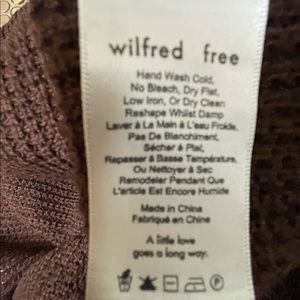 wilfred free
Hand Wash Cold,
No Bleach, Dry Flat,
Low Iron, Or Dry Clean
Reshape Whilst Damp
Laver à La Main à L'eau Froide,
Pas De Blanchiment,
Sécher à Plat,
Repasser à Basse Température,
Ou Nettoyer à Sec
Remodeler Pendant Que
L'article Est Encore Humide
Made in China
Fabriqué en Chine
A little love
goes a long way.